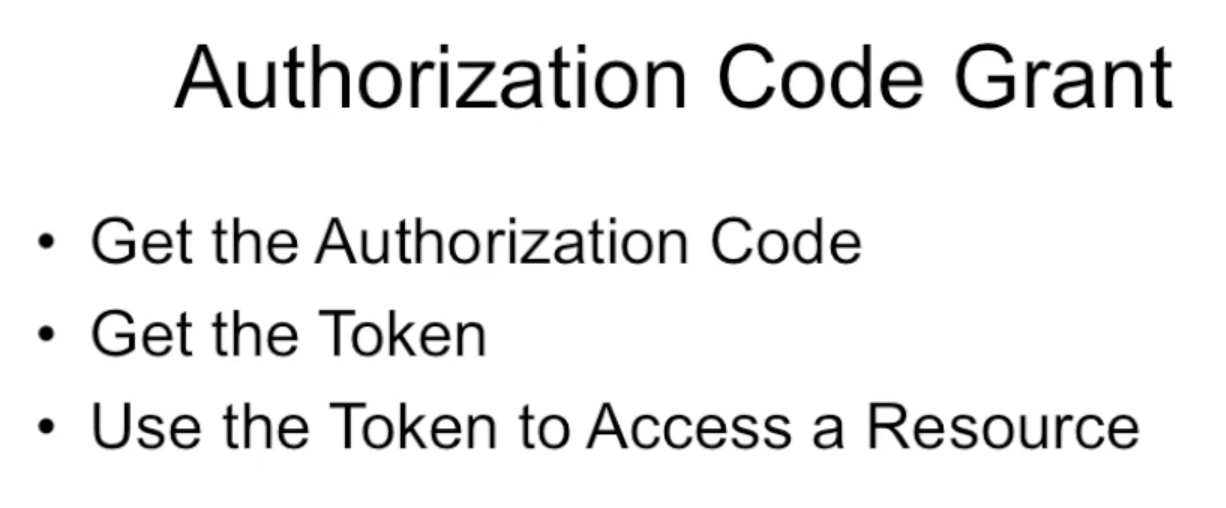 Authorization Code Grant
• Get the Authorization Code
• Get the Token
• Use the Token to Access a Resource